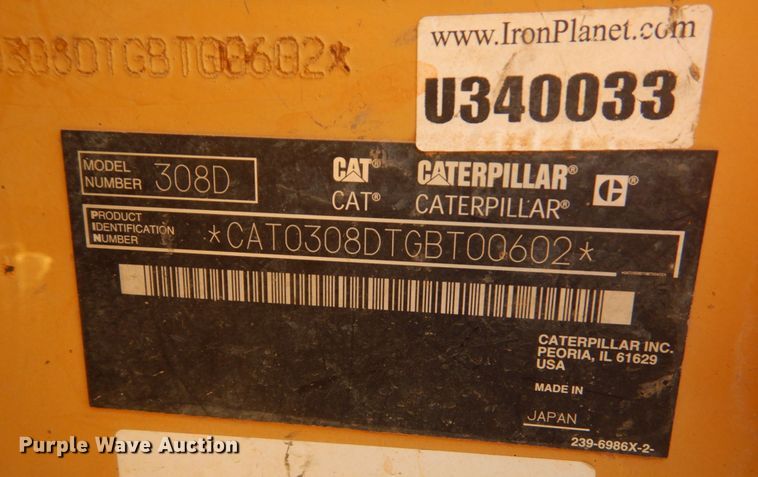 0308DTGBT00602*
www.IronPlanet.com
U340033
MODEL NUMBER 308D
CAT® CATERPILLAR® C
CAT® CATERPILLAR®
PRODUCT IDENTIFICATION NUMBER *CAT0308DTGBT00602*
CATERPILLAR INC.
PEORIA, IL 61629
USA
MADE IN
JAPAN
239-6986X-2-
Purple Wave Auction